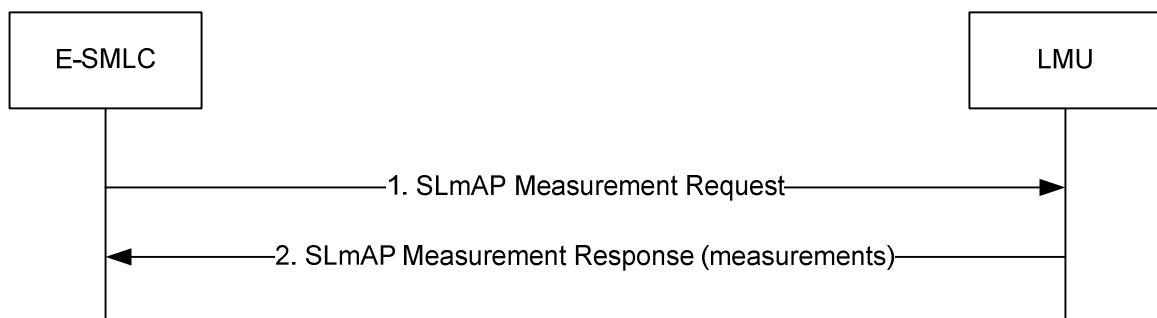 E-SMLC
LMU
1. SLmAP Measurement Request
2. SLmAP Measurement Response (measurements)